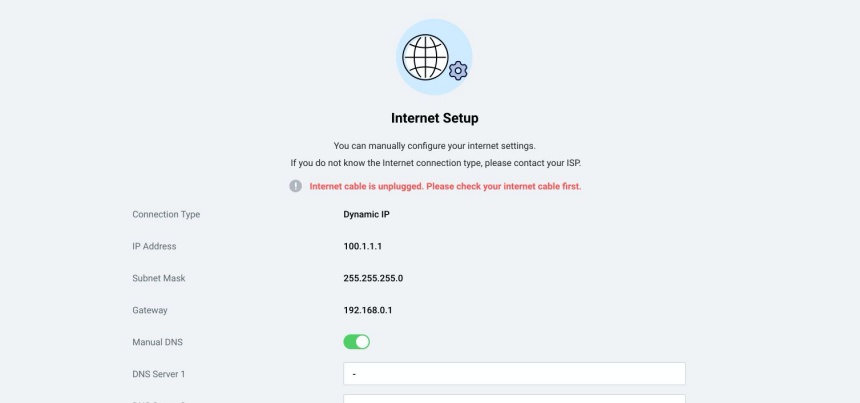 Internet Setup
You can manually configure your internet settings.
If you do not know the Internet connection type, please contact your ISP.
Internet cable is unplugged. Please check your internet cable first.
Connection Type Dynamic IP
IP Address 100.1.1.1
Subnet Mask 255.255.255.0
Gateway 192.168.0.1
Manual DNS
DNS Server 1 -